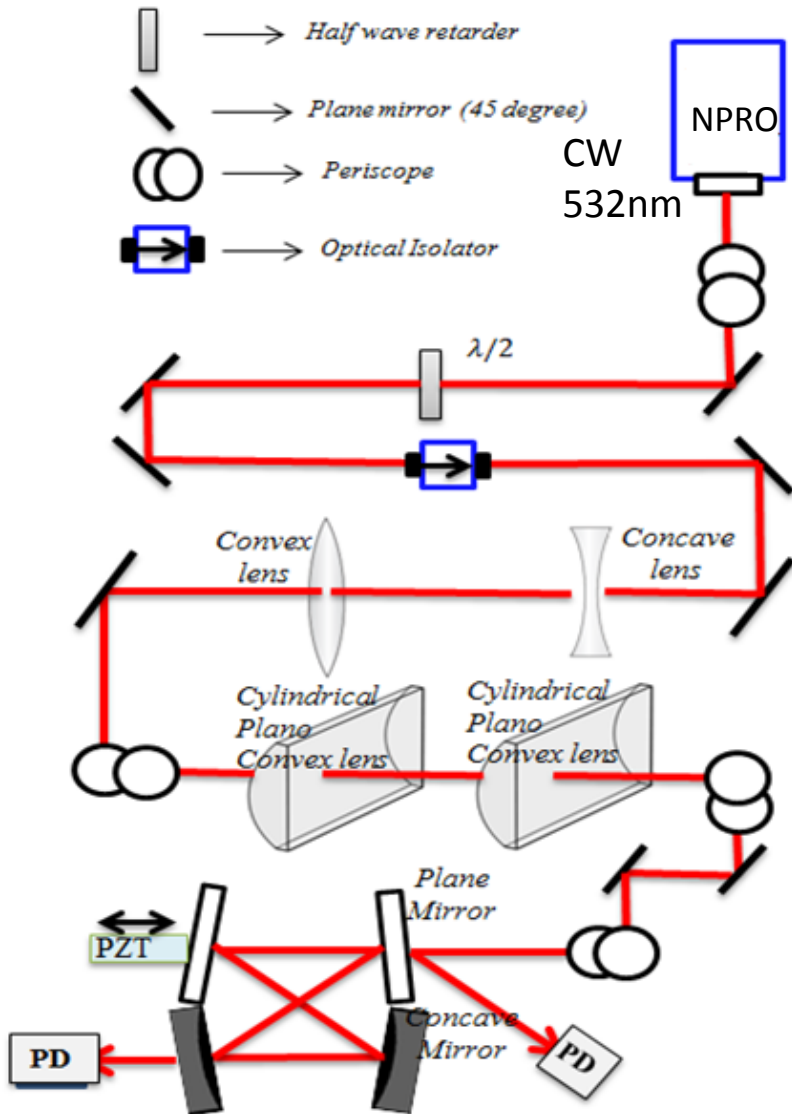 Half wave retarder
Plane mirror (45 degree)
Periscope
Optical Isolator
NPRO
CW
532nm
λ/2
Convex
lens
Concave
lens
Cylindrical
Plano
Convex lens
Cylindrical
Plano
Convex lens
Plane
Mirror
PZT
Concave
Mirror
PD
PD